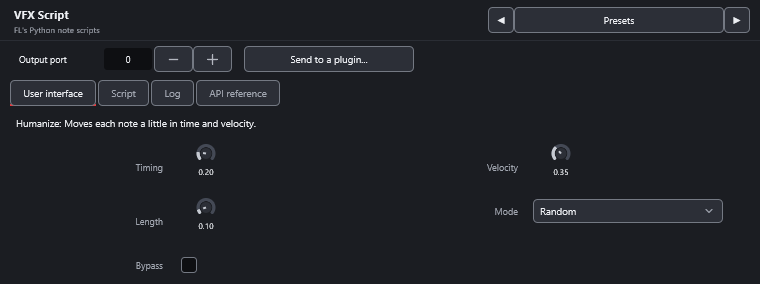 VFX Script
FL's Python note scripts
◀ Presets ▶
Output port 0 − + Send to a plugin...
User interface Script Log API reference
Humanize: Moves each note a little in time and velocity.
Timing 0.20 Velocity 0.35
Length 0.10 Mode Random
Bypass